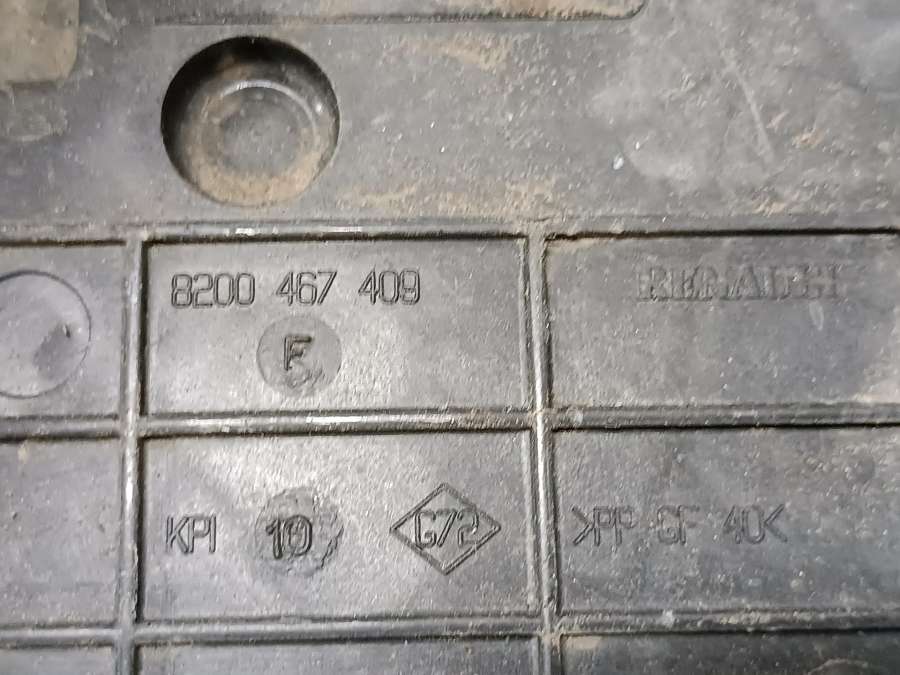 8200 467 409
RENAULT
F
KPI 10 G72 >PP GF 40<